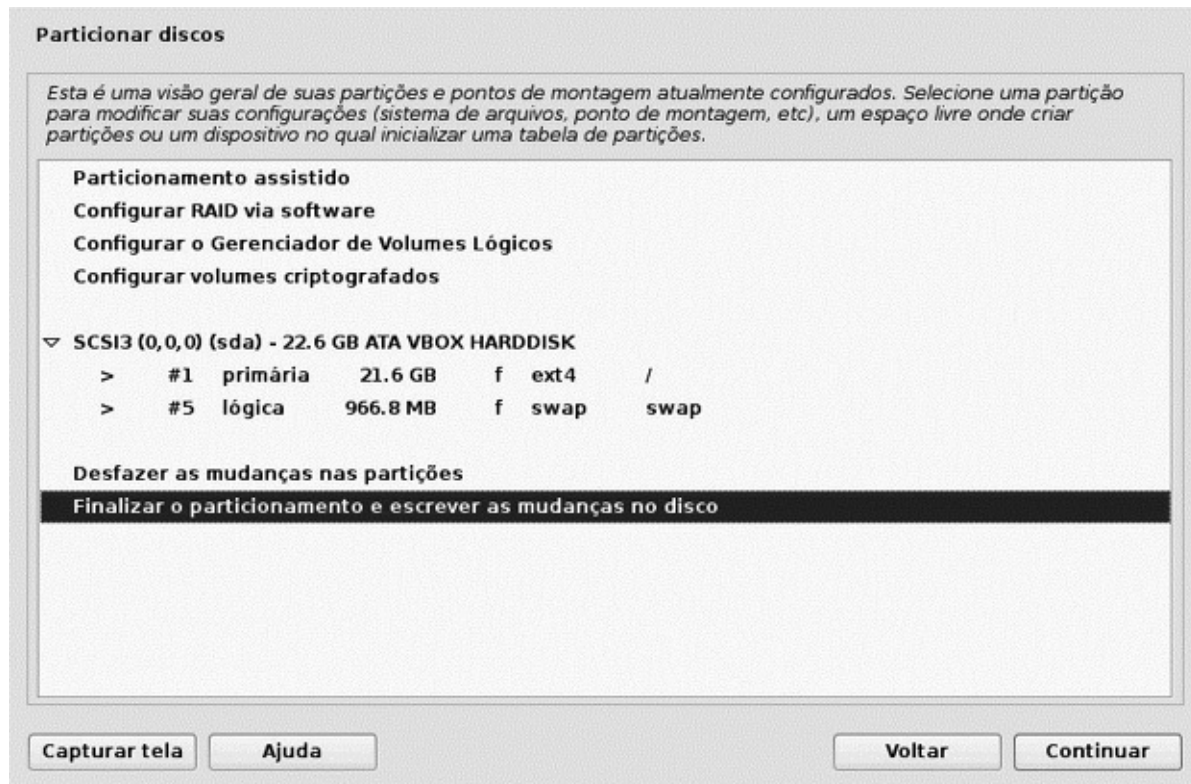 Particionar discos
Esta é uma visão geral de suas partições e pontos de montagem atualmente configurados. Selecione uma partição
para modificar suas configurações (sistema de arquivos, ponto de montagem, etc), um espaço livre onde criar
partições ou um dispositivo no qual inicializar uma tabela de partições.
Particionamento assistido
Configurar RAID via software
Configurar o Gerenciador de Volumes Lógicos
Configurar volumes criptografados
SCSI3 (0,0,0) (sda) - 22.6 GB ATA VBOX HARDDISK
> #1 primária 21.6 GB f ext4 /
> #5 lógica 966.8 MB f swap swap
Desfazer as mudanças nas partições
Finalizar o particionamento e escrever as mudanças no disco
Capturar tela Ajuda Voltar Continuar